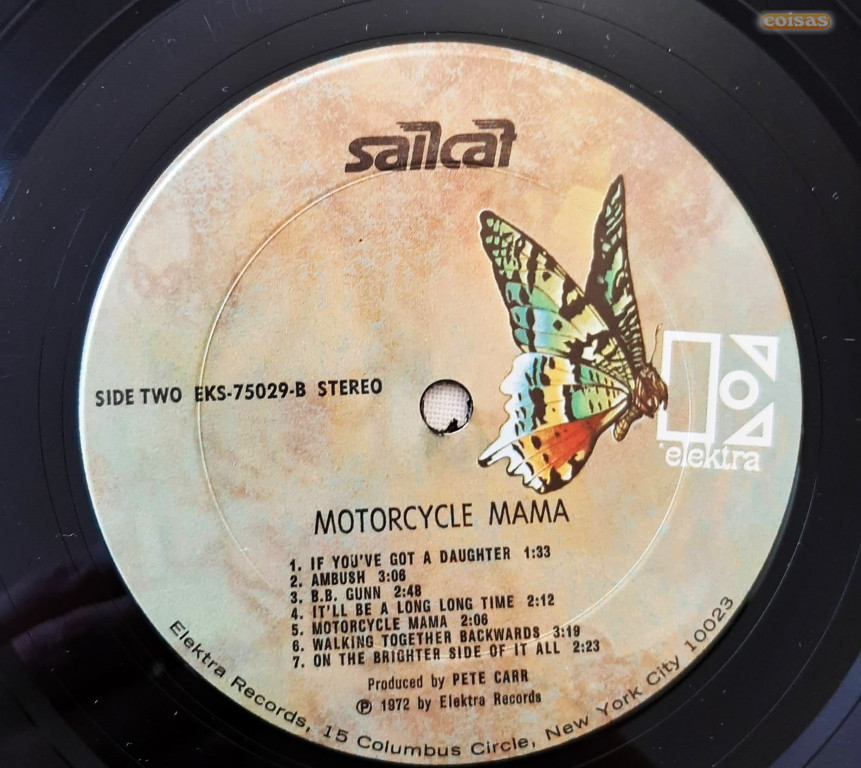 coisas
sailcat
SIDE TWO EKS-75029-B STEREO
elektra
MOTORCYCLE MAMA
1. IF YOU'VE GOT A DAUGHTER 1:33
2. AMBUSH 3:06
3. B.B. GUNN 2:48
4. IT'LL BE A LONG LONG TIME 2:12
5. MOTORCYCLE MAMA 2:06
6. WALKING TOGETHER BACKWARDS 3:19
7. ON THE BRIGHTER SIDE OF IT ALL 2:23
Produced by PETE CARR
℗ 1972 by Elektra Records
Elektra Records, 15 Columbus Circle, New York City 10023